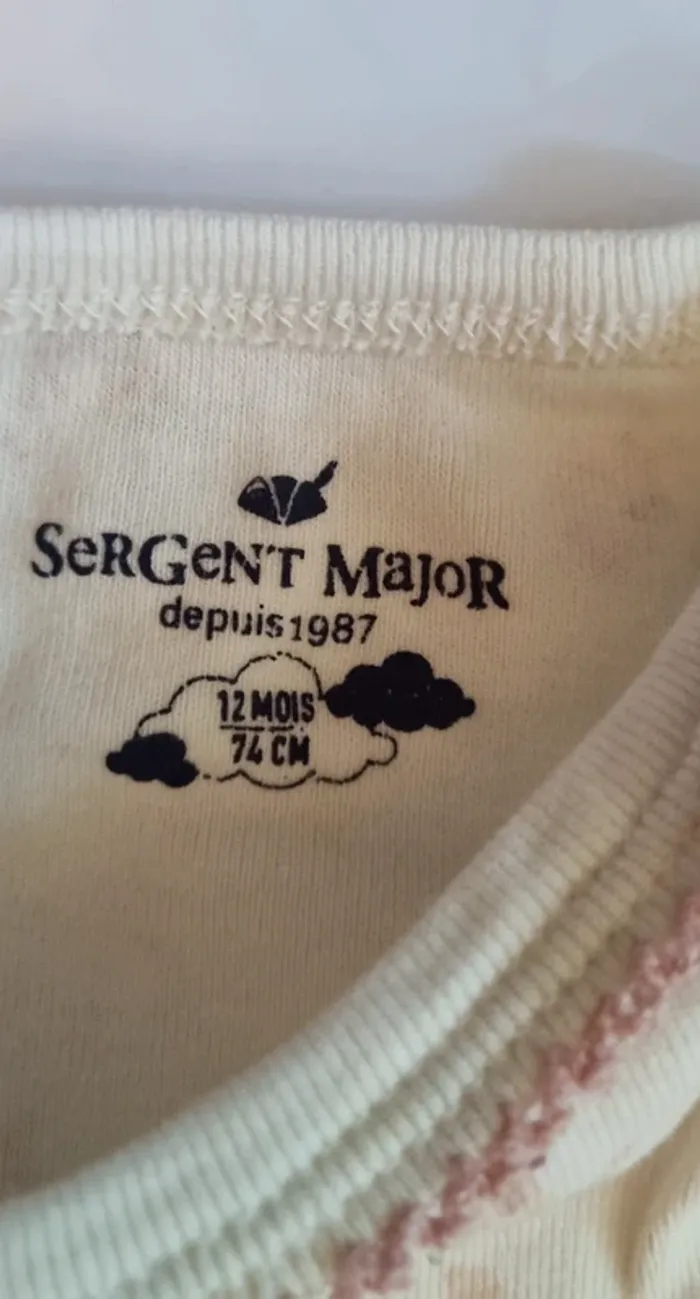 SeRGeNT MaJoR
depuis1987
12 MOIS
74 CM